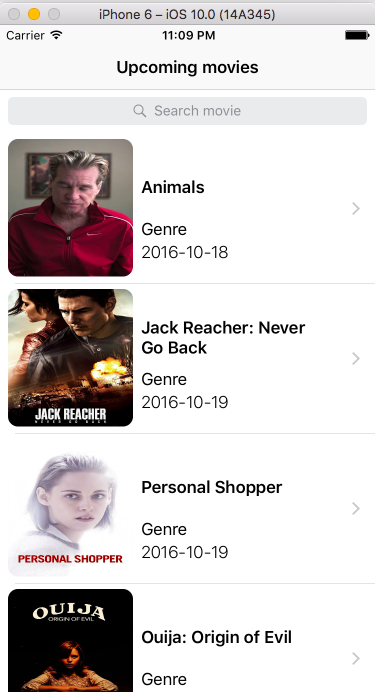 iPhone 6 – iOS 10.0 (14A345)
Carrier 11:09 PM
Upcoming movies
Search movie
Animals
Genre
2016-10-18
Jack Reacher: Never
Go Back
Genre
2016-10-19
JACK REACHER
NEVER GO BACK
Personal Shopper
Genre
2016-10-19
PERSONAL SHOPPER
OUIJA
ORIGIN OF EVIL
Ouija: Origin of Evil
Genre